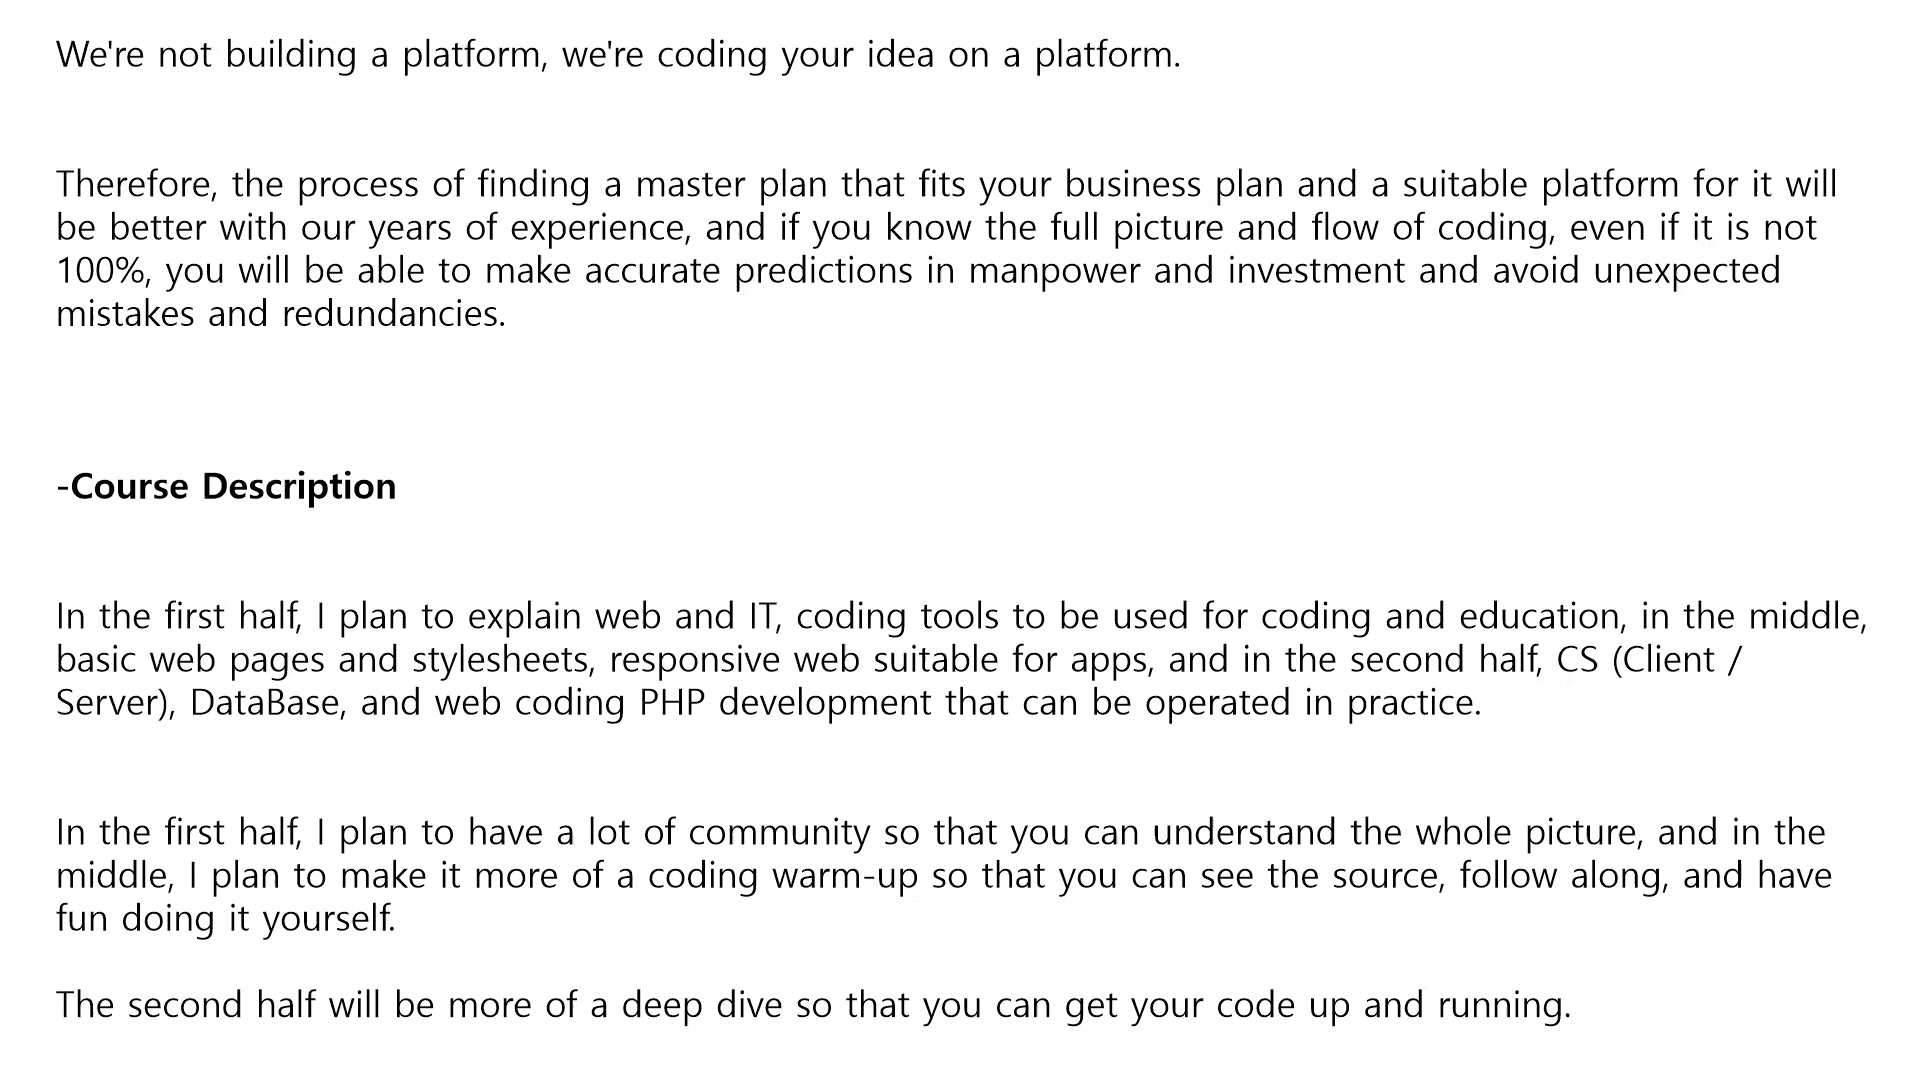 We're not building a platform, we're coding your idea on a platform.
Therefore, the process of finding a master plan that fits your business plan and a suitable platform for it will
be better with our years of experience, and if you know the full picture and flow of coding, even if it is not
100%, you will be able to make accurate predictions in manpower and investment and avoid unexpected
mistakes and redundancies.
-Course Description
In the first half, I plan to explain web and IT, coding tools to be used for coding and education, in the middle,
basic web pages and stylesheets, responsive web suitable for apps, and in the second half, CS (Client /
Server), DataBase, and web coding PHP development that can be operated in practice.
In the first half, I plan to have a lot of community so that you can understand the whole picture, and in the
middle, I plan to make it more of a coding warm-up so that you can see the source, follow along, and have
fun doing it yourself.
The second half will be more of a deep dive so that you can get your code up and running.